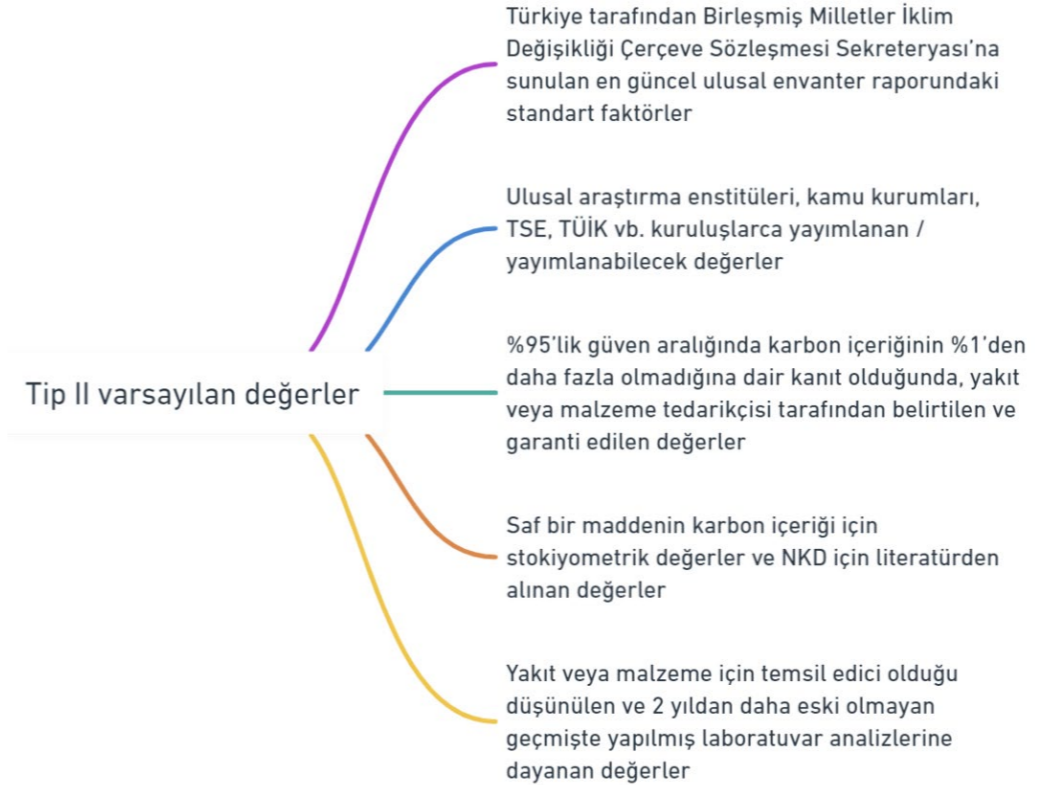 Türkiye tarafından Birleşmiş Milletler İklim
Değişikliği Çerçeve Sözleşmesi Sekreteryası'na
sunulan en güncel ulusal envanter raporundaki
standart faktörler
Ulusal araştırma enstitüleri, kamu kurumları,
TSE, TÜİK vb. kuruluşlarca yayımlanan /
yayımlanabilecek değerler
%95'lik güven aralığında karbon içeriğinin %1'den
daha fazla olmadığına dair kanıt olduğunda, yakıt
veya malzeme tedarikçisi tarafından belirtilen ve
garanti edilen değerler
Tip II varsayılan değerler
Saf bir maddenin karbon içeriği için
stokiyometrik değerler ve NKD için literatürden
alınan değerler
Yakıt veya malzeme için temsil edici olduğu
düşünülen ve 2 yıldan daha eski olmayan
geçmişte yapılmış laboratuvar analizlerine
dayanan değerler